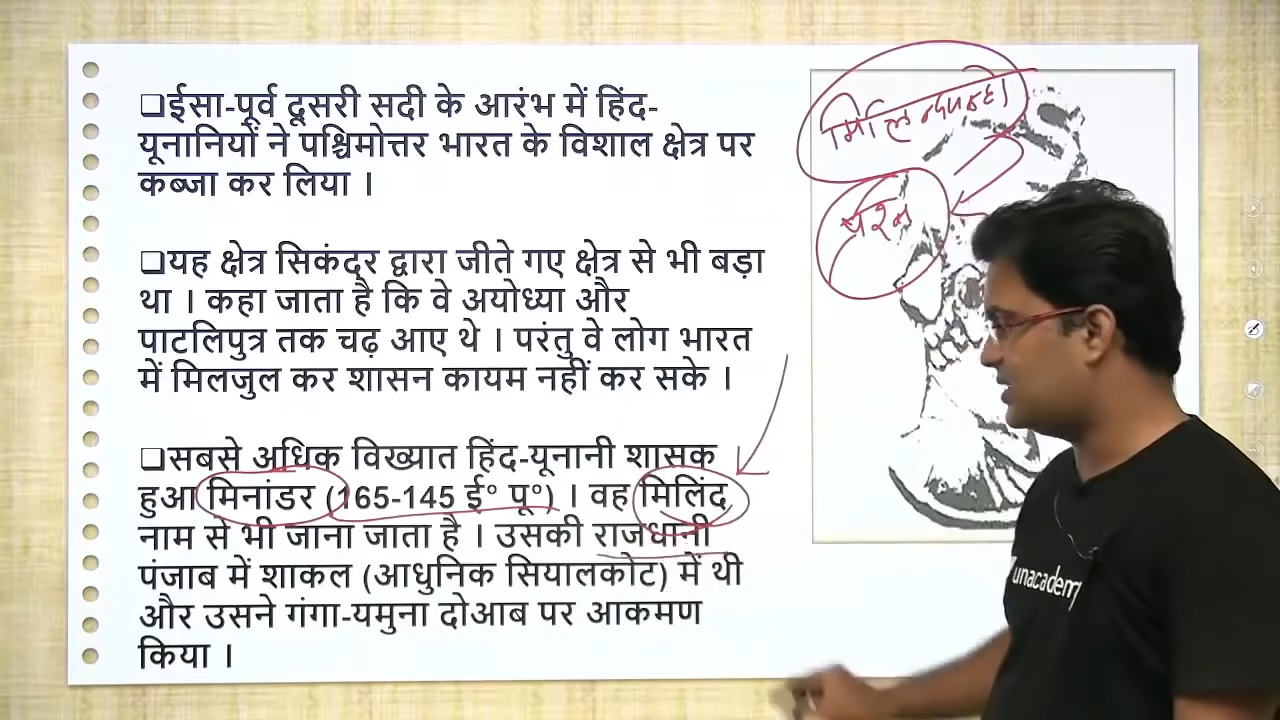 ❑ईसा-पूर्व दूसरी सदी के आरंभ में हिंद-
यूनानियों ने पश्चिमोत्तर भारत के विशाल क्षेत्र पर
कब्जा कर लिया ।
❑यह क्षेत्र सिकंदर द्वारा जीते गए क्षेत्र से भी बड़ा
था । कहा जाता है कि वे अयोध्या और
पाटलिपुत्र तक चढ़ आए थे । परंतु वे लोग भारत
में मिलजुल कर शासन कायम नहीं कर सके ।
❑सबसे अधिक विख्यात हिंद-यूनानी शासक
हुआ मिनांडर (165-145 ई° पू°) । वह मिलिंद
नाम से भी जाना जाता है । उसकी राजधानी
पंजाब में शाकल (आधुनिक सियालकोट) में थी
और उसने गंगा-यमुना दोआब पर आकमण
किया ।
मिलिन्दपन्हो
unacademy